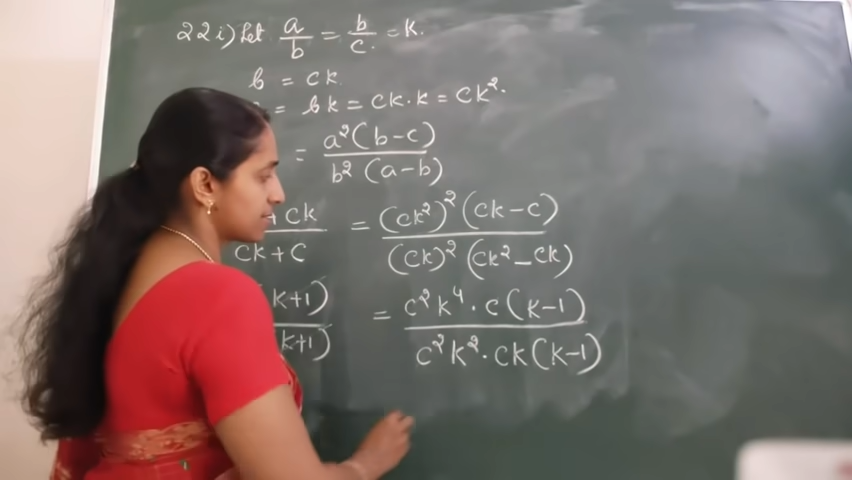 22 i) Let a/b = b/c = k.
b = ck
= bk = ck.k = ck².
= a²(b-c) / b²(a-b)
+ ck / ck+c = (ck²)²(ck-c) / (ck)²(ck²-ck)
k+1) / k+1) = c²k⁴.c(k-1) / c²k².ck(k-1)